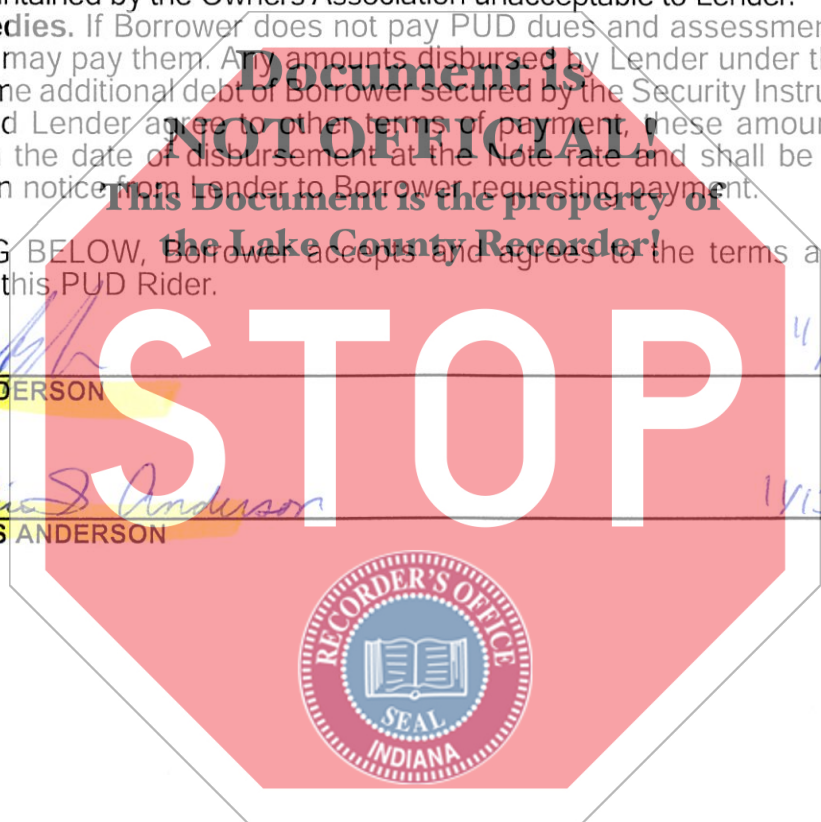 ntained by the Owners Association unacceptable to Lender.
edies. If Borrower does not pay PUD dues and assessmen
may pay them. Any amounts disbursed by Lender under th
Document is
ne additional debt of Borrower secured by the Security Instru
d Lender agree to other terms of payment, these amour
NOT OFFICIAL!
the date of disbursement at the Note rate and shall be
n notice from Lender to Borrower requesting payment.
This Document is the property of
the Lake County Recorder!
G BELOW, Borrower accepts and agrees to the terms a
this PUD Rider.
STOP
DERSON
Anderson
S ANDERSON
RECORDER'S OFFICE
SEAL
INDIANA